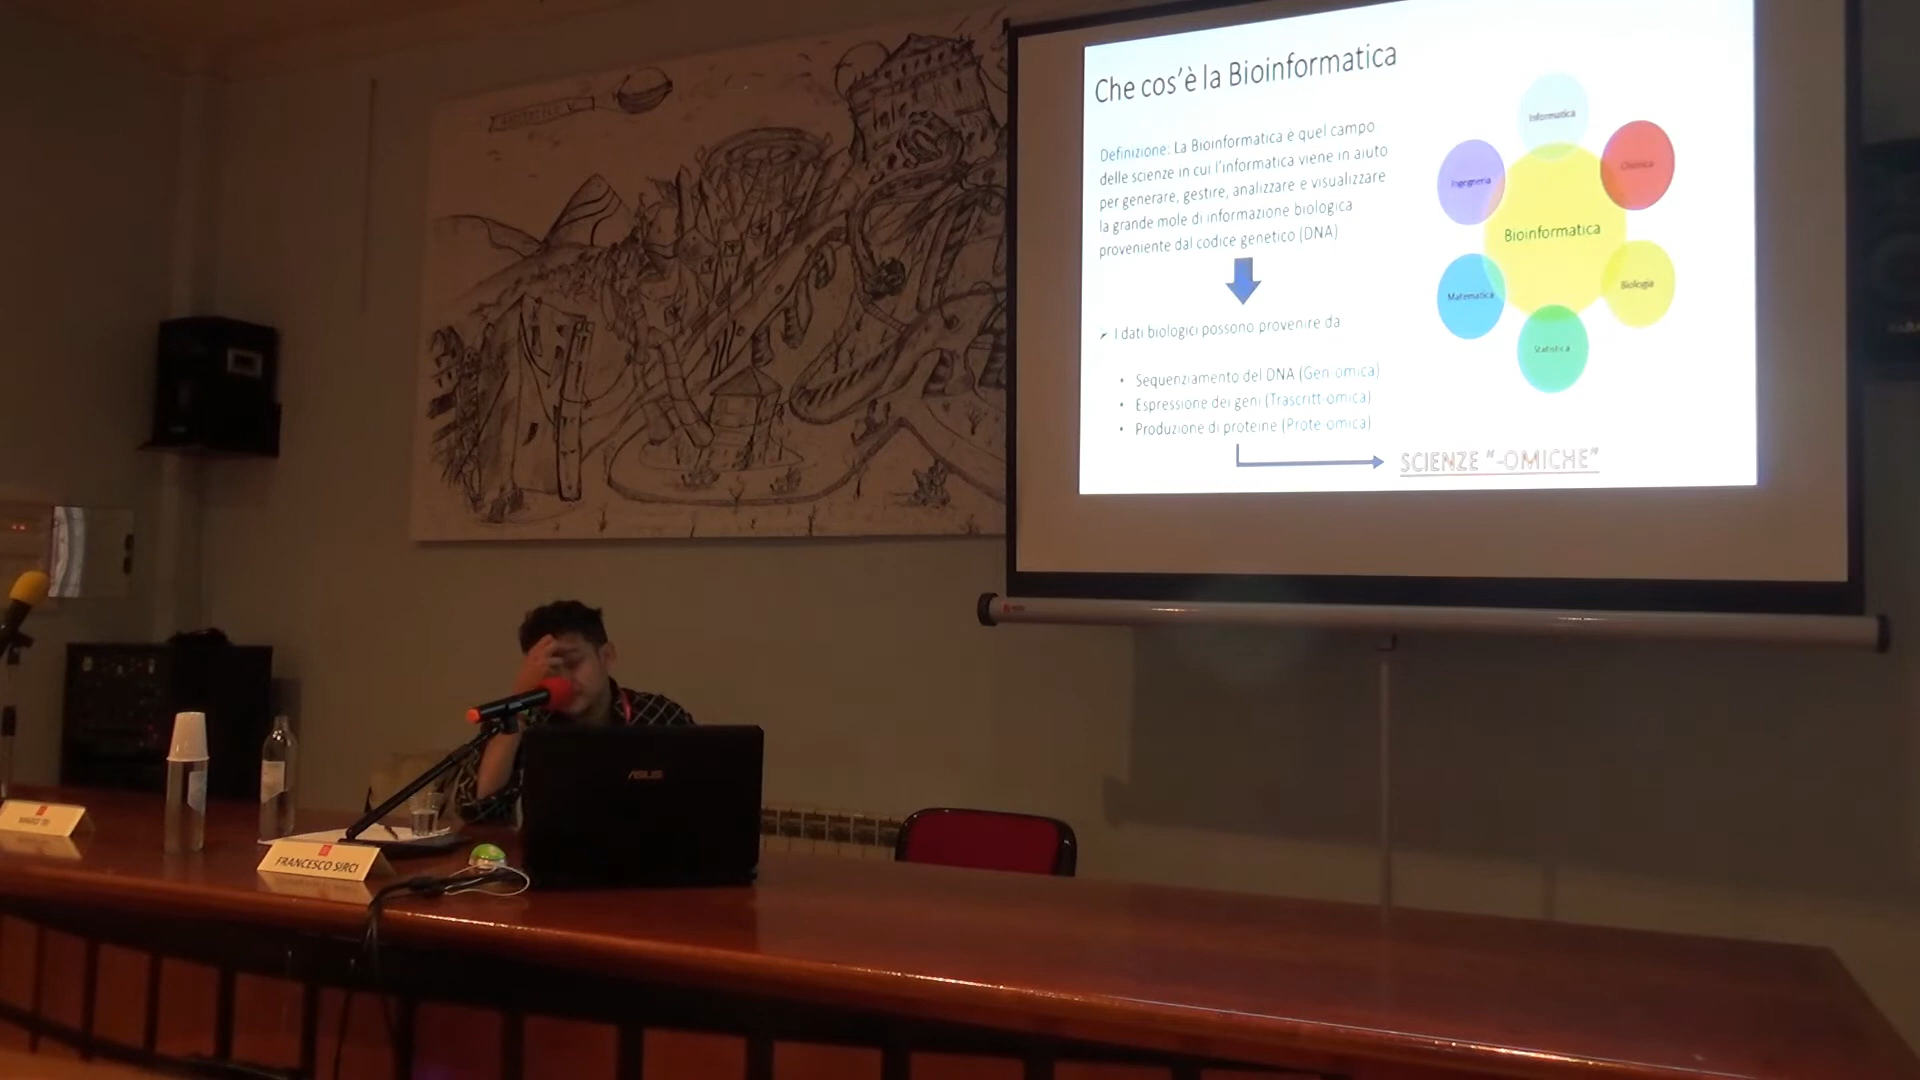 Che cos'è la Bioinformatica
Definizione: La Bioinformatica è quel campo
delle scienze in cui l'informatica viene in aiuto
per generare, gestire, analizzare e visualizzare
la grande mole di informazione biologica
proveniente dal codice genetico (DNA)
➢ I dati biologici possono provenire da
• Sequenziamento del DNA (Gen-omica)
• Espressione dei geni (Trascritt-omica)
• Produzione di proteine (Prote-omica)
SCIENZE "-OMICHE"
Informatica
Chimica
Ingegneria
Bioinformatica
Matematica
Biologia
Statistica
ASUS
FRANCESCO SIRCI